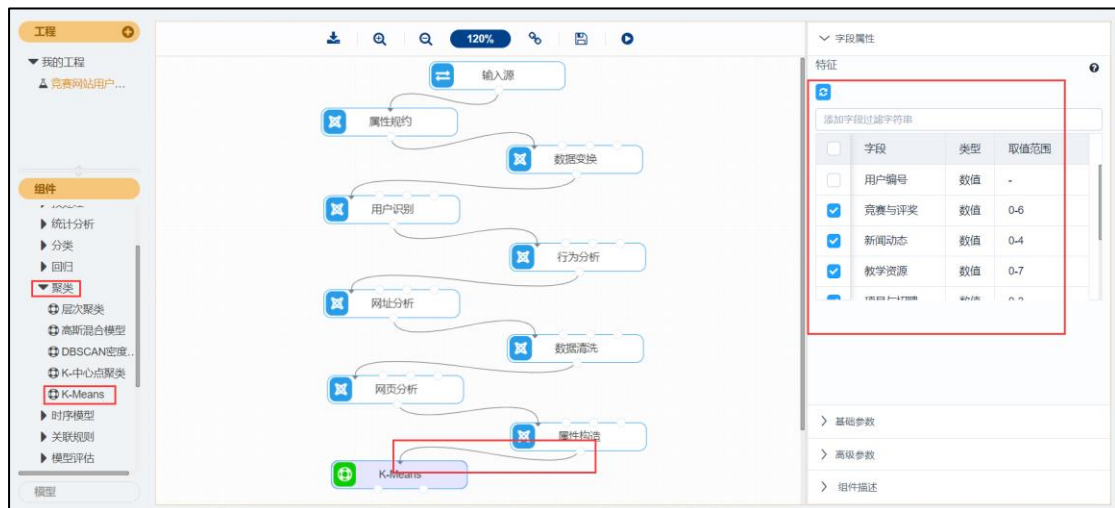 工程
我的工程
竞赛网站用户...
组件
统计分析
分类
回归
聚类
层次聚类
高斯混合模型
DBSCAN密度...
K-中心点聚类
K-Means
时序模型
关联规则
模型评估
模型
120%
输入源
属性规约
数据变换
用户识别
行为分析
网址分析
数据清洗
网页分析
属性构造
K-Means
字段属性
特征
添加字段过滤字符串
字段 类型 取值范围
用户编号 数值 -
竞赛与评奖 数值 0-6
新闻动态 数值 0-4
教学资源 数值 0-7
基础参数
高级参数
组件描述